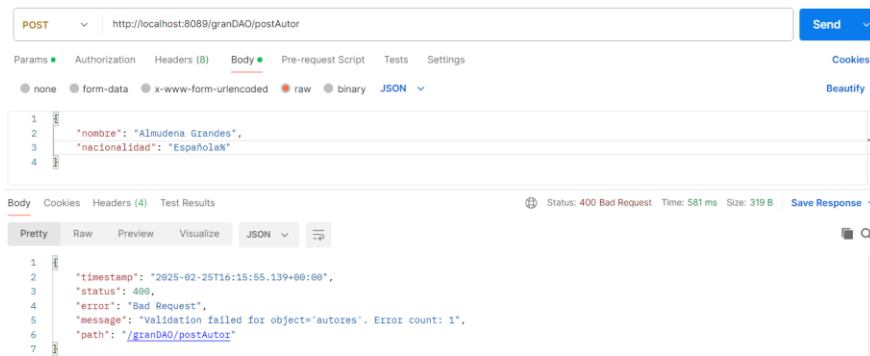 POST http://localhost:8089/granDAO/postAutor Send
Params Authorization Headers (8) Body Pre-request Script Tests Settings Cookies
none form-data x-www-form-urlencoded raw binary JSON Beautify
1 {
2 "nombre": "Almudena Grandes",
3 "nacionalidad": "Española%"
4 }
Body Cookies Headers (4) Test Results Status: 400 Bad Request Time: 581 ms Size: 319 B Save Response
Pretty Raw Preview Visualize JSON
1 {
2 "timestamp": "2025-02-25T16:15:55.139+00:00",
3 "status": 400,
4 "error": "Bad Request",
5 "message": "Validation failed for object='autores'. Error count: 1",
6 "path": "/granDAO/postAutor"
7 }